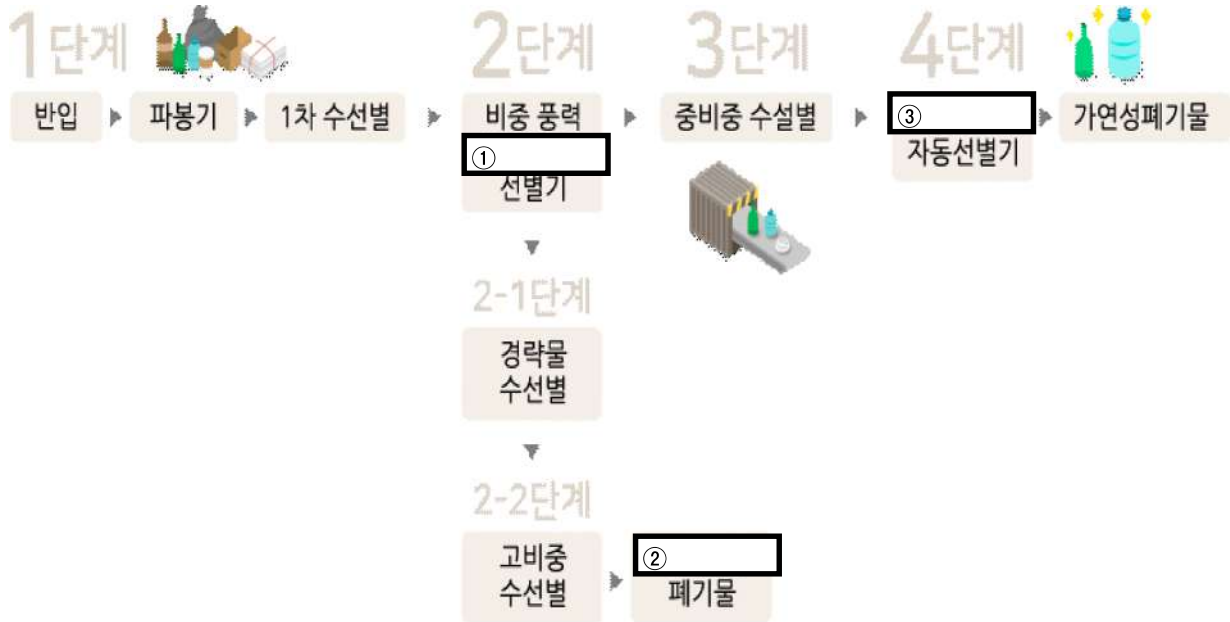 1단계
반입
파봉기
1차 수선별
2단계
비중 풍력
①
선별기
2-1단계
경략물
수선별
2-2단계
고비중
수선별
②
폐기물
3단계
중비중 수설별
4단계
③
자동선별기
가연성폐기물